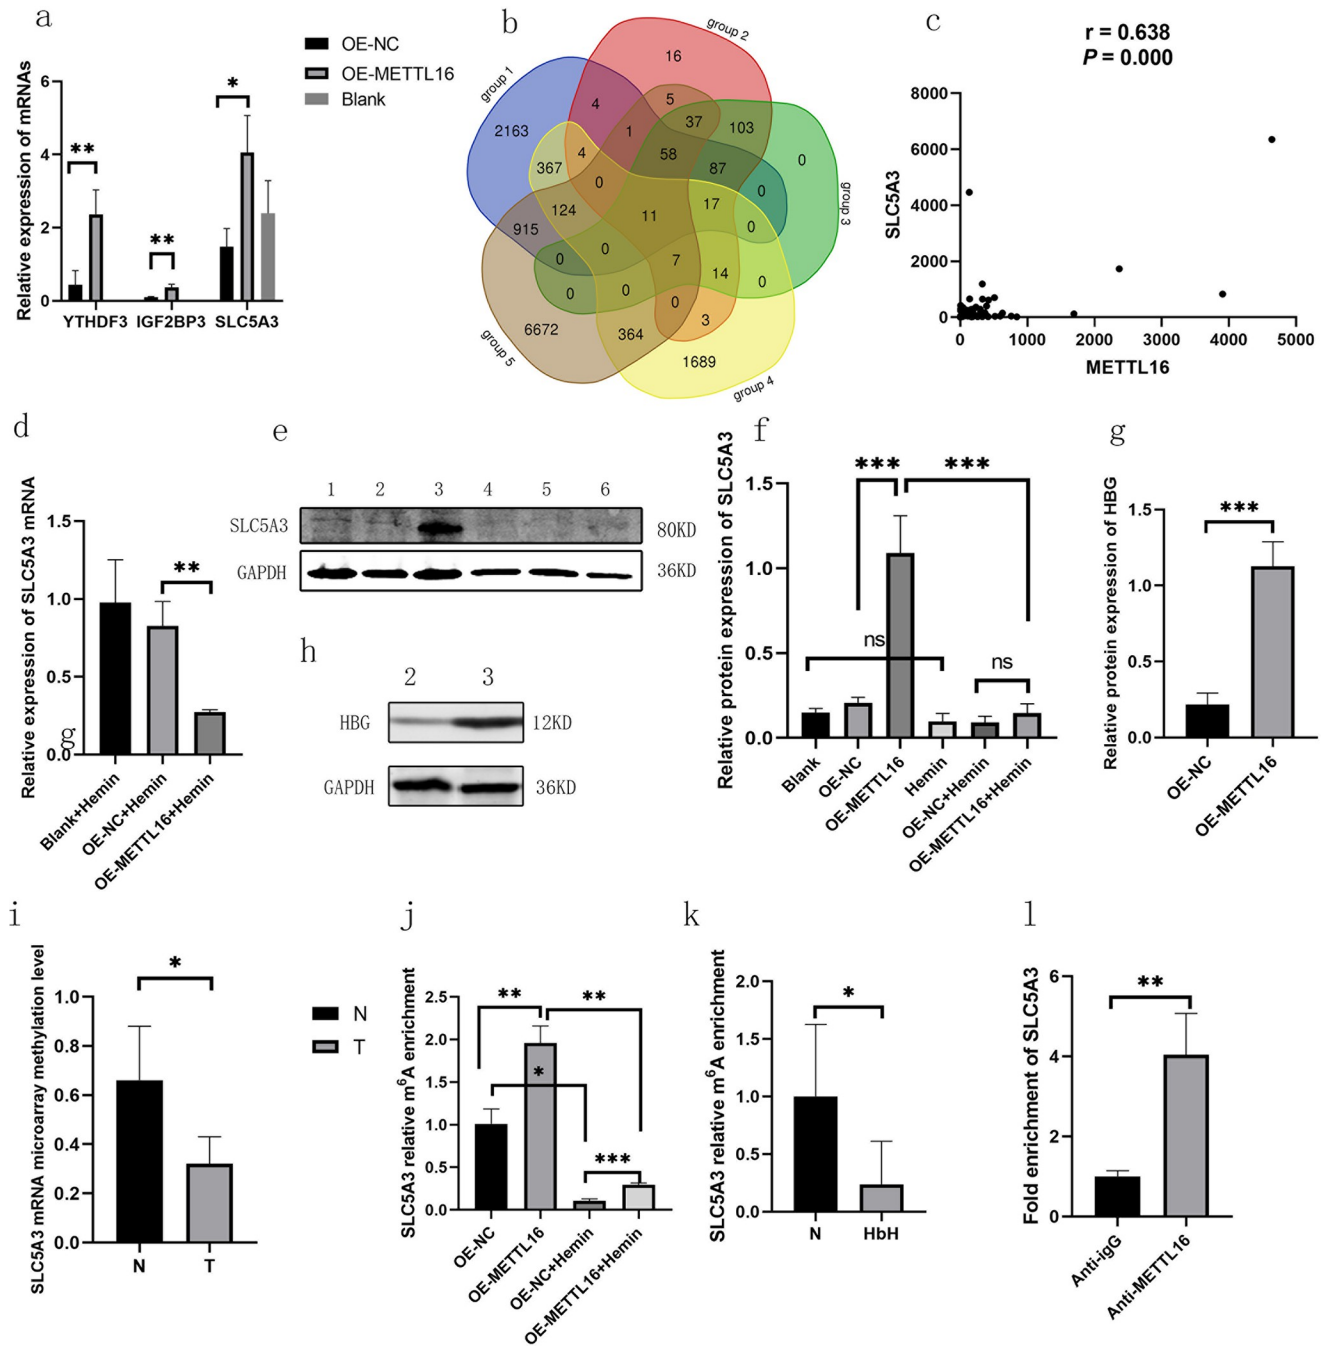 a
OE-NC
OE-METTL16
Blank
Relative expression of mRNAs
6
4
2
0
**
**
*
YTHDF3 IGF2BP3 SLC5A3
b
group 1
group 2
group 3
group 4
group 5
16
4
5
2163
1
37
103
4
58
0
367
87
0
0
124
11
17
915
0
0
0
7
14
0
0
0
0
6672
364
3
1689
c
r = 0.638
P = 0.000
SLC5A3
8000
6000
4000
2000
0
0 1000 2000 3000 4000 5000
METTL16
d
Relative expression of SLC5A3 mRNA
1.5
1.0
0.5
0.0
**
Blank+Hemin
OE-NC+Hemin
OE-METTL16+Hemin
e
1 2 3 4 5 6
SLC5A3 80KD
GAPDH 36KD
f
Relative protein expression of SLC5A3
1.5
1.0
0.5
0.0
***
***
ns
ns
Blank
OE-NC
OE-METTL16
Hemin
OE-NC+Hemin
OE-METTL16+Hemin
g
Relative protein expression of HBG
1.5
1.0
0.5
0.0
***
OE-NC
OE-METTL16
h
2 3
HBG 12KD
GAPDH 36KD
i
SLC5A3 mRNA microarray methylation level
1.0
0.8
0.6
0.4
0.2
0.0
*
N
T
N
T
j
SLC5A3 relative m⁶A enrichment
2.5
2.0
1.5
1.0
0.5
0.0
**
**
*
***
OE-NC
OE-METTL16
OE-NC+Hemin
OE-METTL16+Hemin
k
SLC5A3 relative m⁶A enrichment
2.0
1.5
1.0
0.5
0.0
*
N HbH
l
Fold enrichment of SLC5A3
6
4
2
0
**
Anti-igG
Anti-METTL16